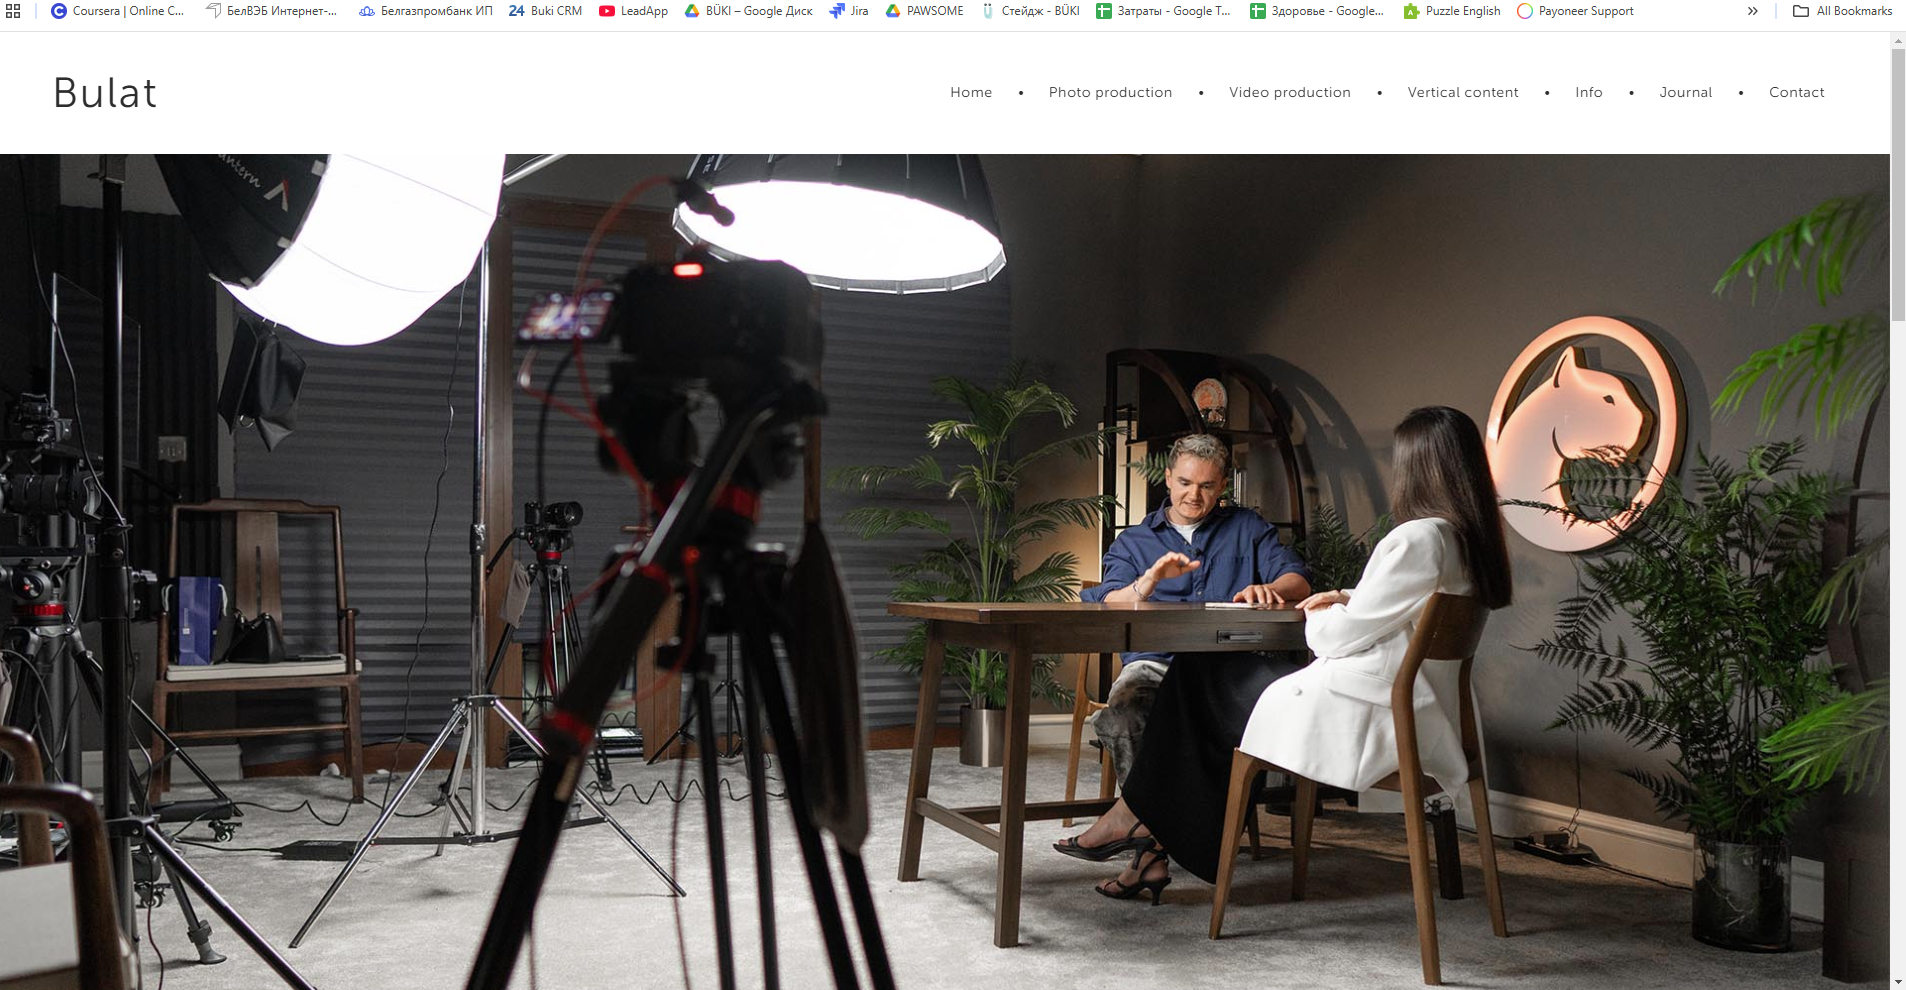 Coursera | Online C...
БелВЭБ Интернет-...
Белгазпромбанк ИП
24 Buki CRM
LeadApp
BÜKI – Google Диск
Jira
PAWSOME
Стейдж - BÜKI
Затраты - Google Т...
Здоровье - Google...
Puzzle English
Payoneer Support
All Bookmarks
Bulat
Home • Photo production • Video production • Vertical content • Info • Journal • Contact